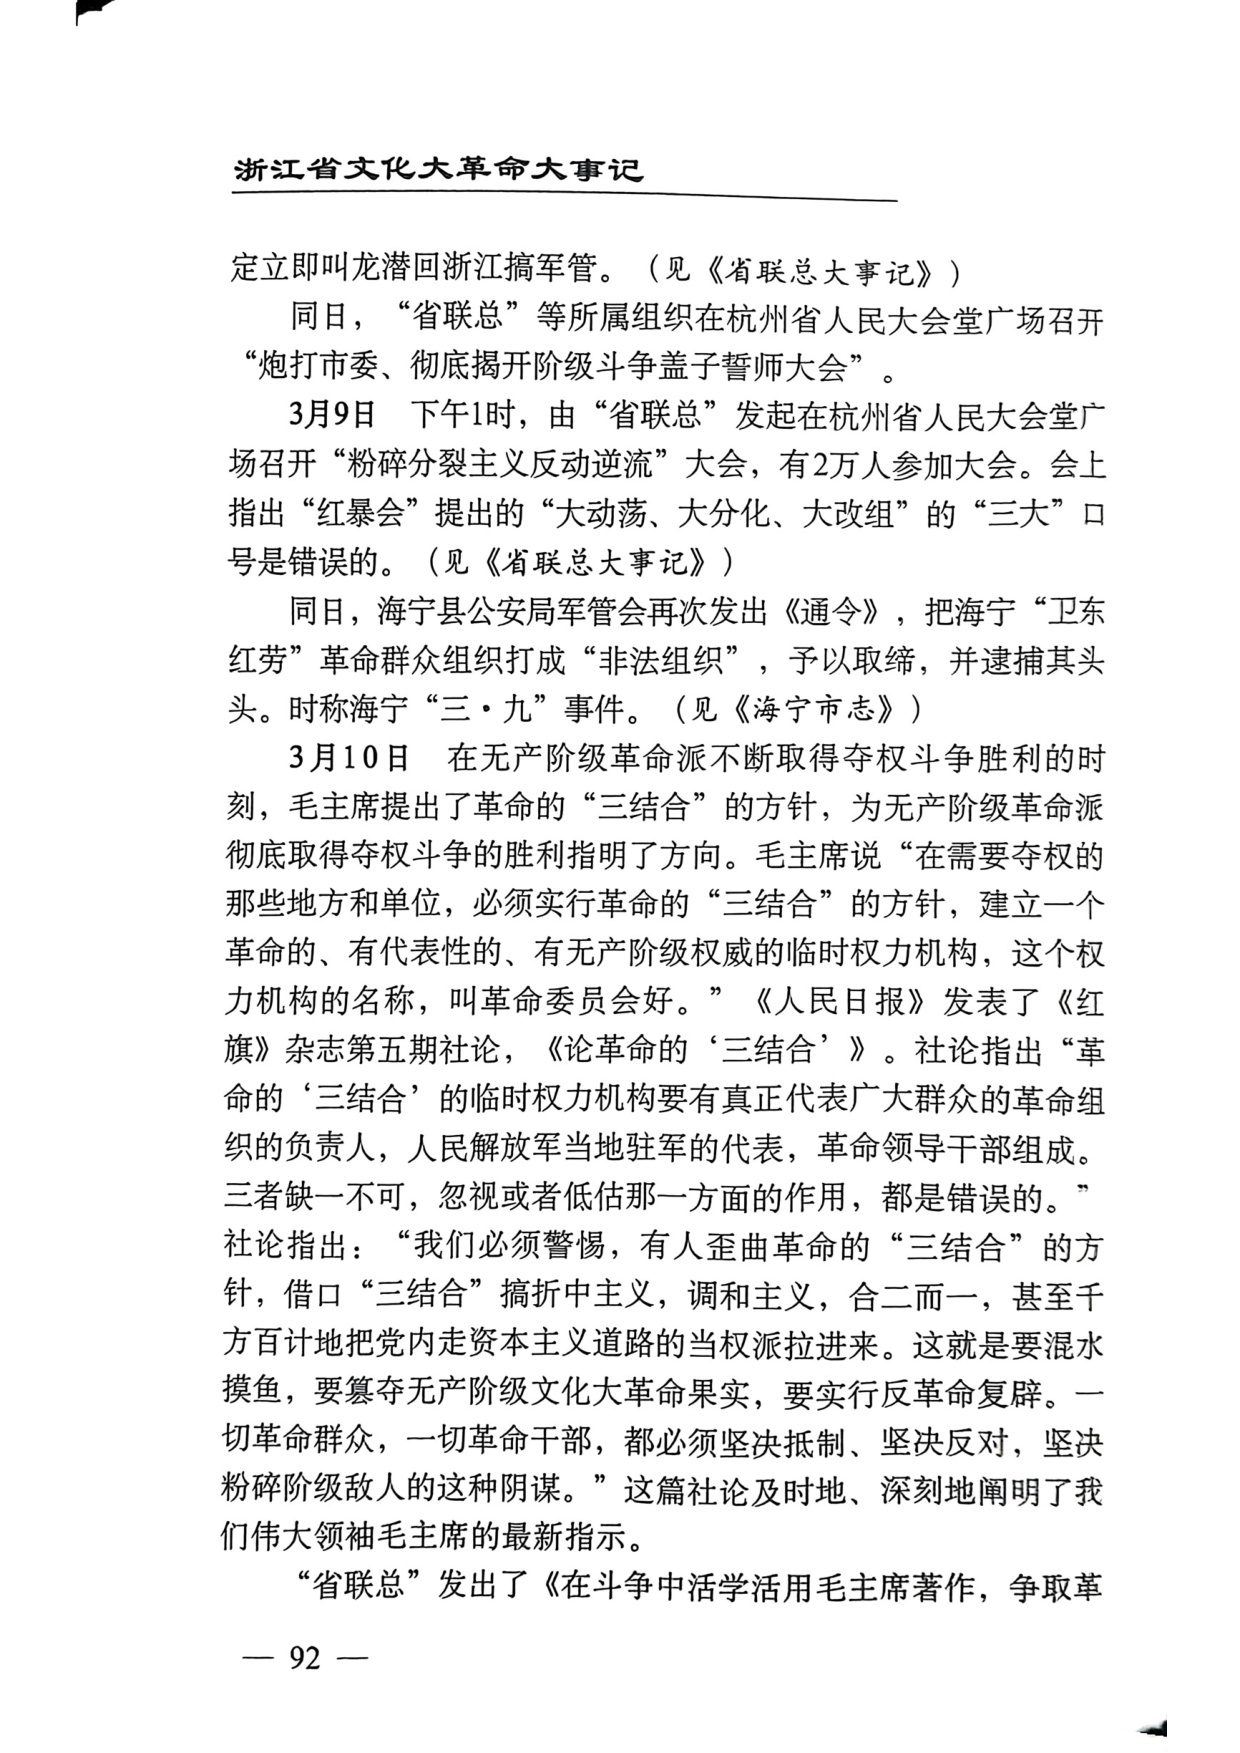 浙江省文化大革命大事记
定立即叫龙潜回浙江搞军管。（见《省联总大事记》）
同日，“省联总”等所属组织在杭州省人民大会堂广场召开
“炮打市委、彻底揭开阶级斗争盖子誓师大会”。
3月9日　下午1时，由“省联总”发起在杭州省人民大会堂广
场召开“粉碎分裂主义反动逆流”大会，有2万人参加大会。会上
指出“红暴会”提出的“大动荡、大分化、大改组”的“三大”口
号是错误的。（见《省联总大事记》）
同日，海宁县公安局军管会再次发出《通令》，把海宁“卫东
红劳”革命群众组织打成“非法组织”，予以取缔，并逮捕其头
头。时称海宁“三·九”事件。（见《海宁市志》）
3月10日　在无产阶级革命派不断取得夺权斗争胜利的时
刻，毛主席提出了革命的“三结合”的方针，为无产阶级革命派
彻底取得夺权斗争的胜利指明了方向。毛主席说“在需要夺权的
那些地方和单位，必须实行革命的“三结合”的方针，建立一个
革命的、有代表性的、有无产阶级权威的临时权力机构，这个权
力机构的名称，叫革命委员会好。”《人民日报》发表了《红
旗》杂志第五期社论，《论革命的‘三结合’》。社论指出“革
命的‘三结合’的临时权力机构要有真正代表广大群众的革命组
织的负责人，人民解放军当地驻军的代表，革命领导干部组成。
三者缺一不可，忽视或者低估那一方面的作用，都是错误的。”
社论指出：“我们必须警惕，有人歪曲革命的“三结合”的方
针，借口“三结合”搞折中主义，调和主义，合二而一，甚至千
方百计地把党内走资本主义道路的当权派拉进来。这就是要混水
摸鱼，要篡夺无产阶级文化大革命果实，要实行反革命复辟。一
切革命群众，一切革命干部，都必须坚决抵制、坚决反对，坚决
粉碎阶级敌人的这种阴谋。”这篇社论及时地、深刻地阐明了我
们伟大领袖毛主席的最新指示。
“省联总”发出了《在斗争中活学活用毛主席著作，争取革
— 92 —